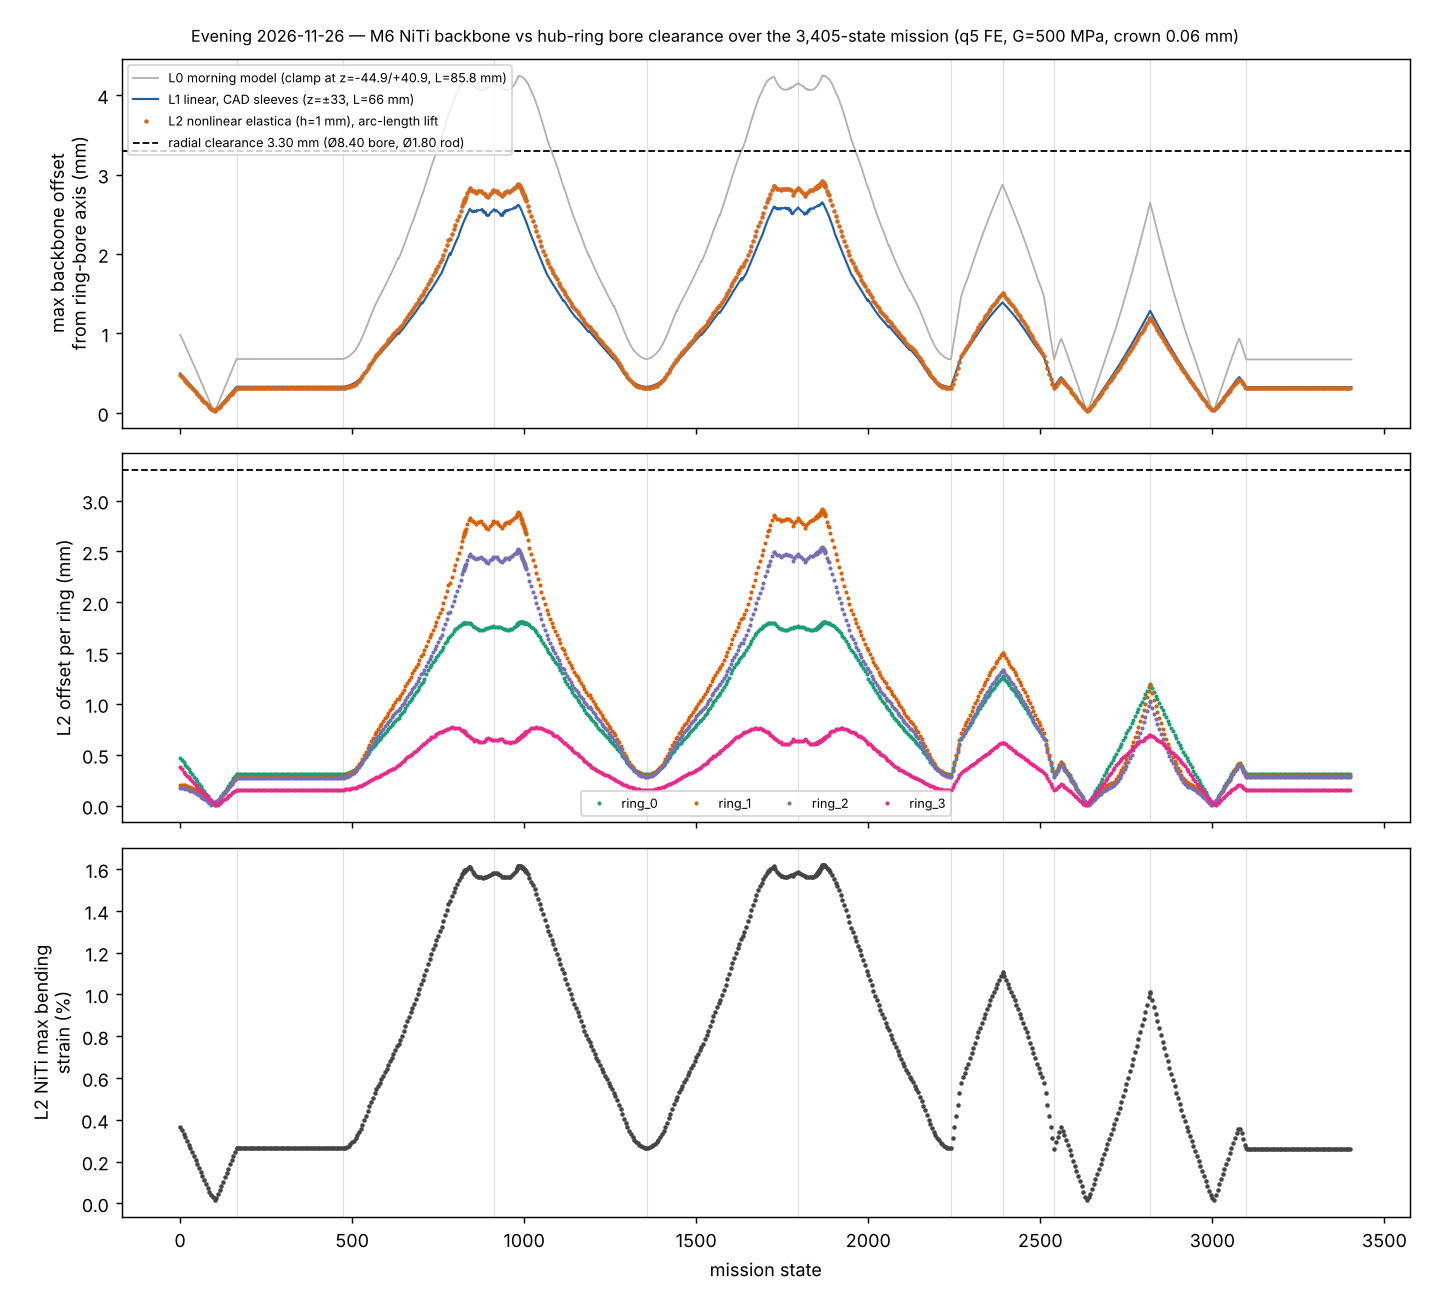 Evening 2026-11-26 — M6 NiTi backbone vs hub-ring bore clearance over the 3,405-state mission (q5 FE, G=500 MPa, crown 0.06 mm)
L0 morning model (clamp at z=-44.9/+40.9, L=85.8 mm)
L1 linear, CAD sleeves (z=±33, L=66 mm)
L2 nonlinear elastica (h=1 mm), arc-length lift
radial clearance 3.30 mm (Ø8.40 bore, Ø1.80 rod)
max backbone offset
from ring-bore axis (mm)
4
3
2
1
0
L2 offset per ring (mm)
3.0
2.5
2.0
1.5
1.0
0.5
0.0
ring_0
ring_1
ring_2
ring_3
L2 NiTi max bending
strain (%)
1.6
1.4
1.2
1.0
0.8
0.6
0.4
0.2
0.0
0
500
1000
1500
2000
2500
3000
3500
mission state